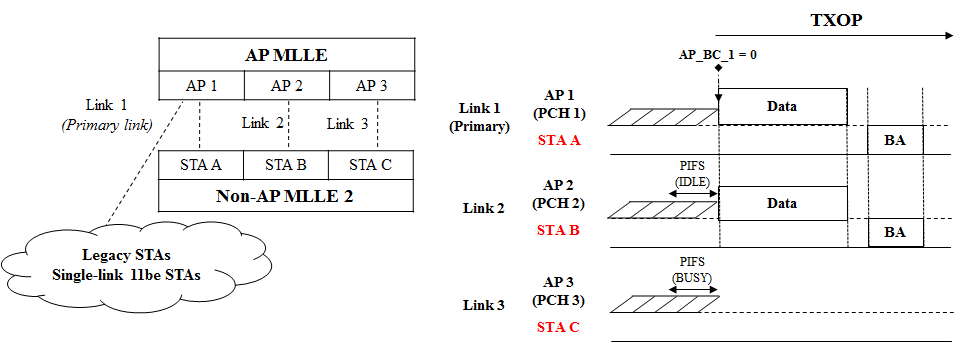 AP MLLE
AP 1
AP 2
AP 3
Link 1
(Primary link)
Link 2
Link 3
STA A
STA B
STA C
Non-AP MLLE 2
Legacy STAs
Single-link 11be STAs
TXOP
AP_BC_1 = 0
Link 1
(Primary)
AP 1
(PCH 1)
STA A
Data
BA
PIFS
(IDLE)
Link 2
AP 2
(PCH 2)
STA B
Data
BA
PIFS
(BUSY)
Link 3
AP 3
(PCH 3)
STA C